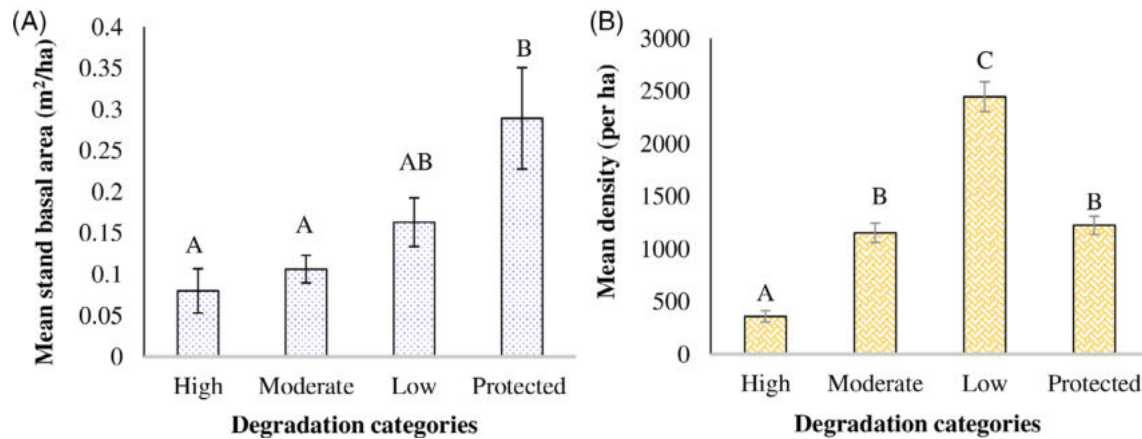 (A)
Mean stand basal area (m²/ha)
0.4
0.35
0.3
0.25
0.2
0.15
0.1
0.05
0
A
A
AB
B
High Moderate Low Protected
Degradation categories
(B)
Mean density (per ha)
3000
2500
2000
1500
1000
500
0
A
B
C
B
High Moderate Low Protected
Degradation categories